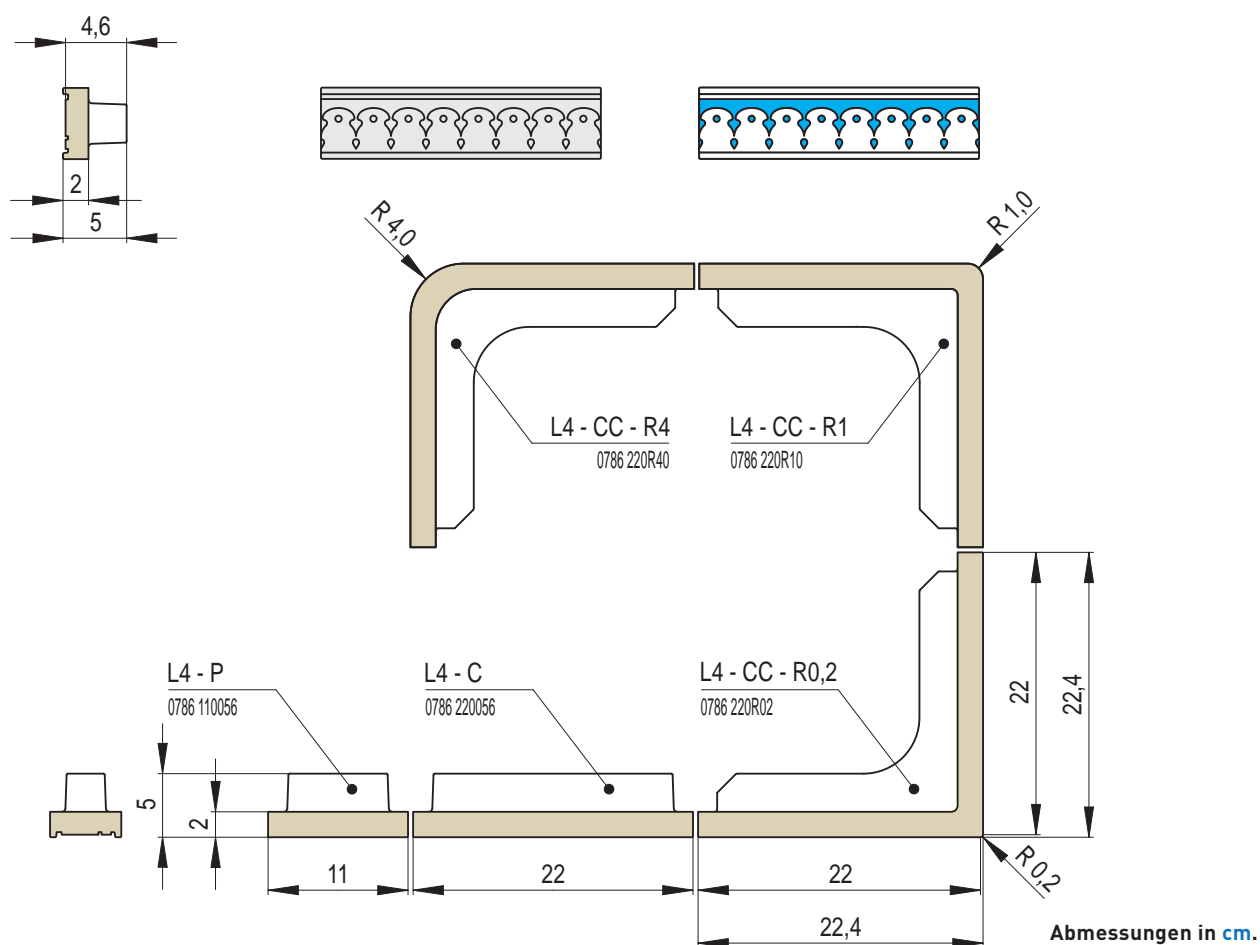 4,6
2
5
R 4,0
R 1,0
L4 - CC - R4
0786 220R40
L4 - CC - R1
0786 220R10
L4 - P
0786 110056
L4 - C
0786 220056
L4 - CC - R0,2
0786 220R02
22
22,4
5
2
11
22
22
R 0,2
22,4
Abmessungen in cm.